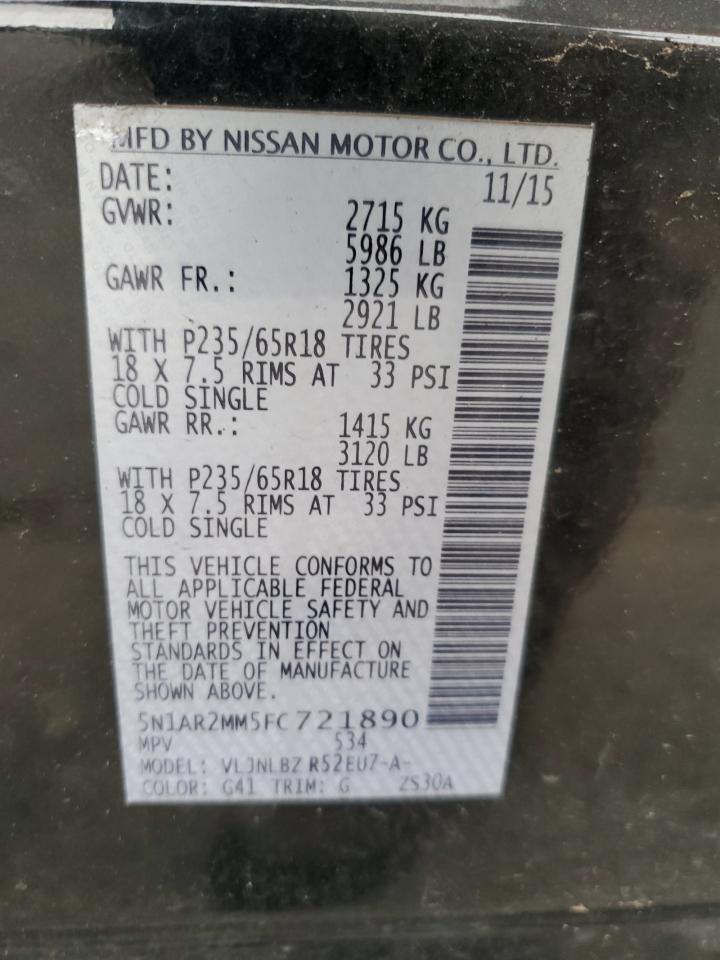 MFD BY NISSAN MOTOR CO., LTD.
DATE: 11/15
GVWR: 2715 KG
5986 LB
GAWR FR.: 1325 KG
2921 LB
WITH P235/65R18 TIRES
18 X 7.5 RIMS AT 33 PSI
COLD SINGLE
GAWR RR.: 1415 KG
3120 LB
WITH P235/65R18 TIRES
18 X 7.5 RIMS AT 33 PSI
COLD SINGLE
THIS VEHICLE CONFORMS TO
ALL APPLICABLE FEDERAL
MOTOR VEHICLE SAFETY AND
THEFT PREVENTION
STANDARDS IN EFFECT ON
THE DATE OF MANUFACTURE
SHOWN ABOVE.
5N1AR2MM5FC721890
MPV 534
MODEL: R52EU7-A-
COLOR: G41 TRIM: G ZS30A